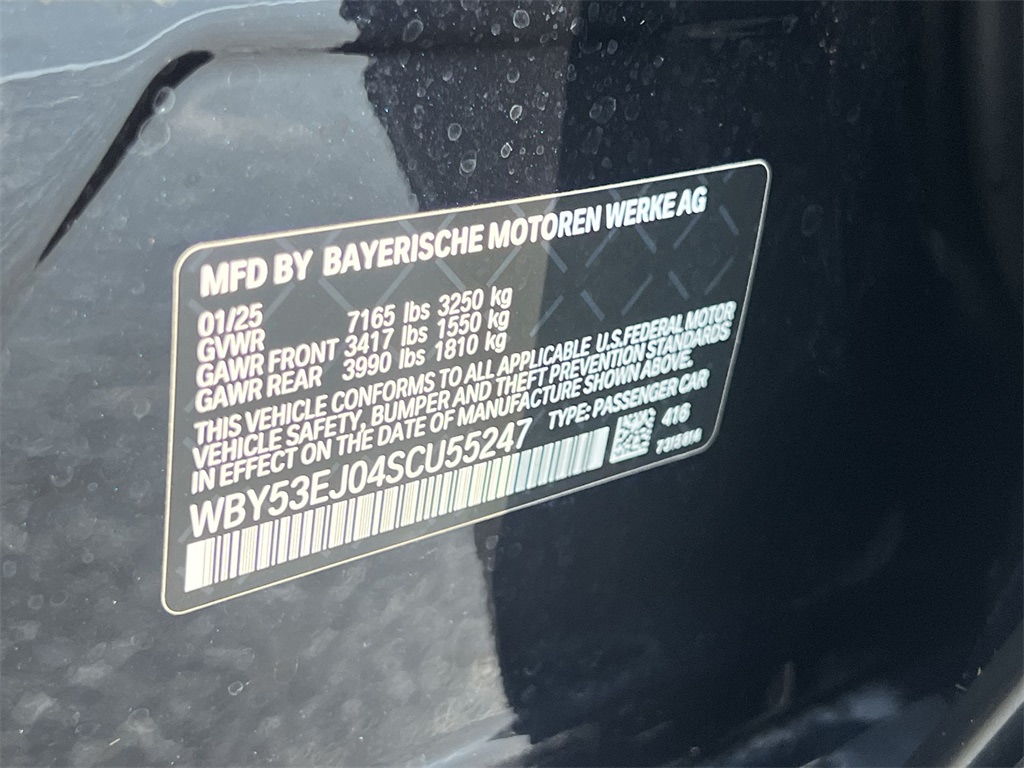 MFD BY BAYERISCHE MOTOREN WERKE AG
01/25
GVWR 7165 lbs 3250 kg
GAWR FRONT 3417 lbs 1550 kg
GAWR REAR 3990 lbs 1810 kg
THIS VEHICLE CONFORMS TO ALL APPLICABLE U.S. FEDERAL MOTOR
VEHICLE SAFETY, BUMPER AND THEFT PREVENTION STANDARDS
IN EFFECT ON THE DATE OF MANUFACTURE SHOWN ABOVE.
WBY53EJ04SCU55247 TYPE: PASSENGER CAR
416